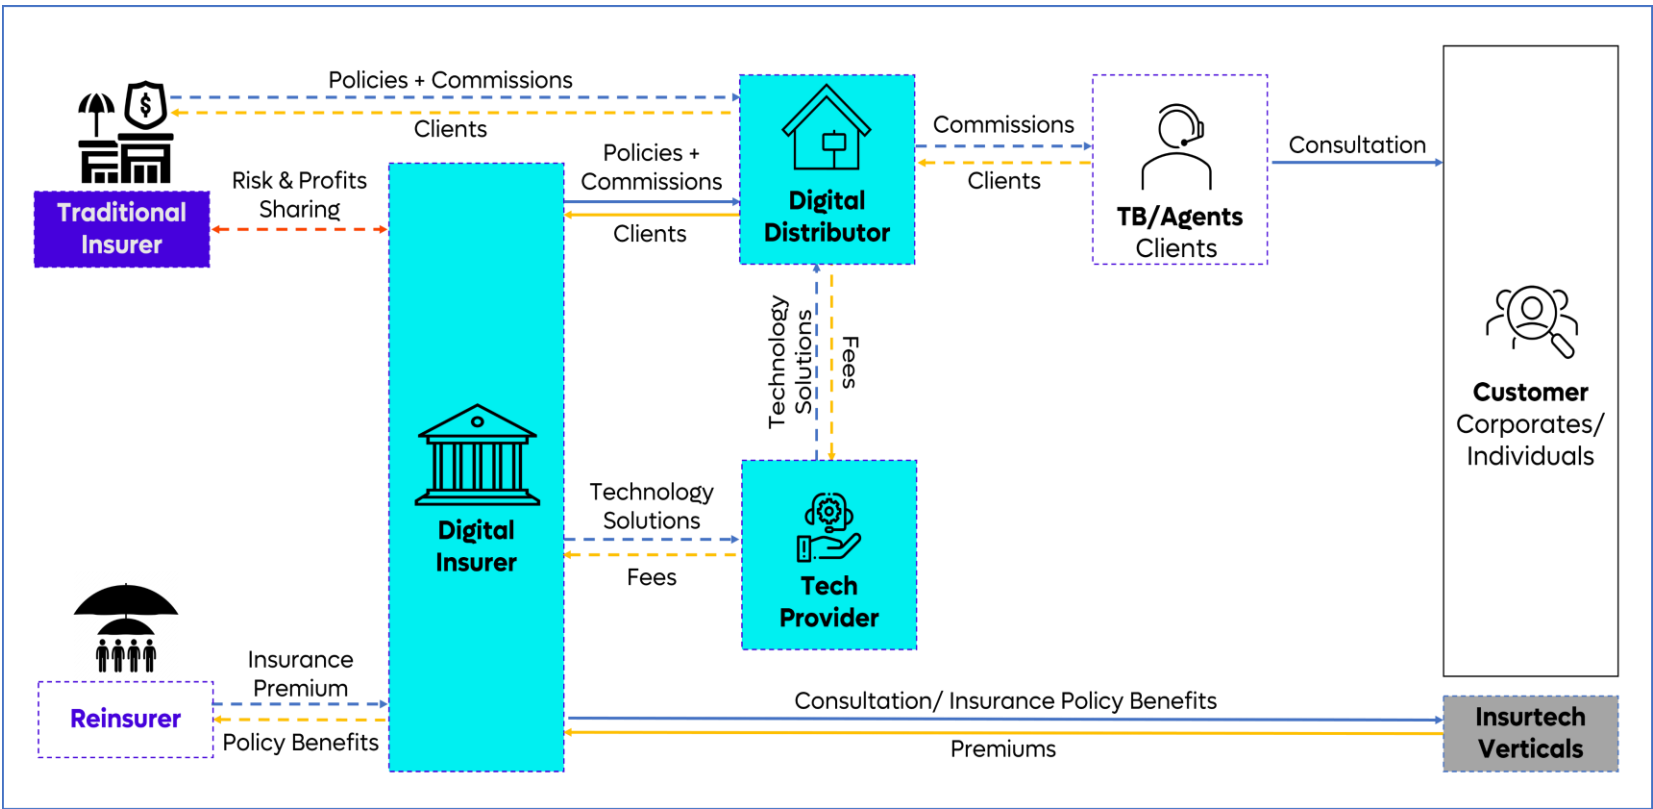 Policies + Commissions
Clients
Traditional
Insurer
Risk & Profits
Sharing
Policies +
Commissions
Clients
Digital
Distributor
Commissions
Clients
TB/Agents
Clients
Consultation
Customer
Corporates/
Individuals
Technology
Solutions
Fees
Digital
Insurer
Technology
Solutions
Fees
Tech
Provider
Reinsurer
Insurance
Premium
Policy Benefits
Consultation/ Insurance Policy Benefits
Premiums
Insurtech
Verticals
$